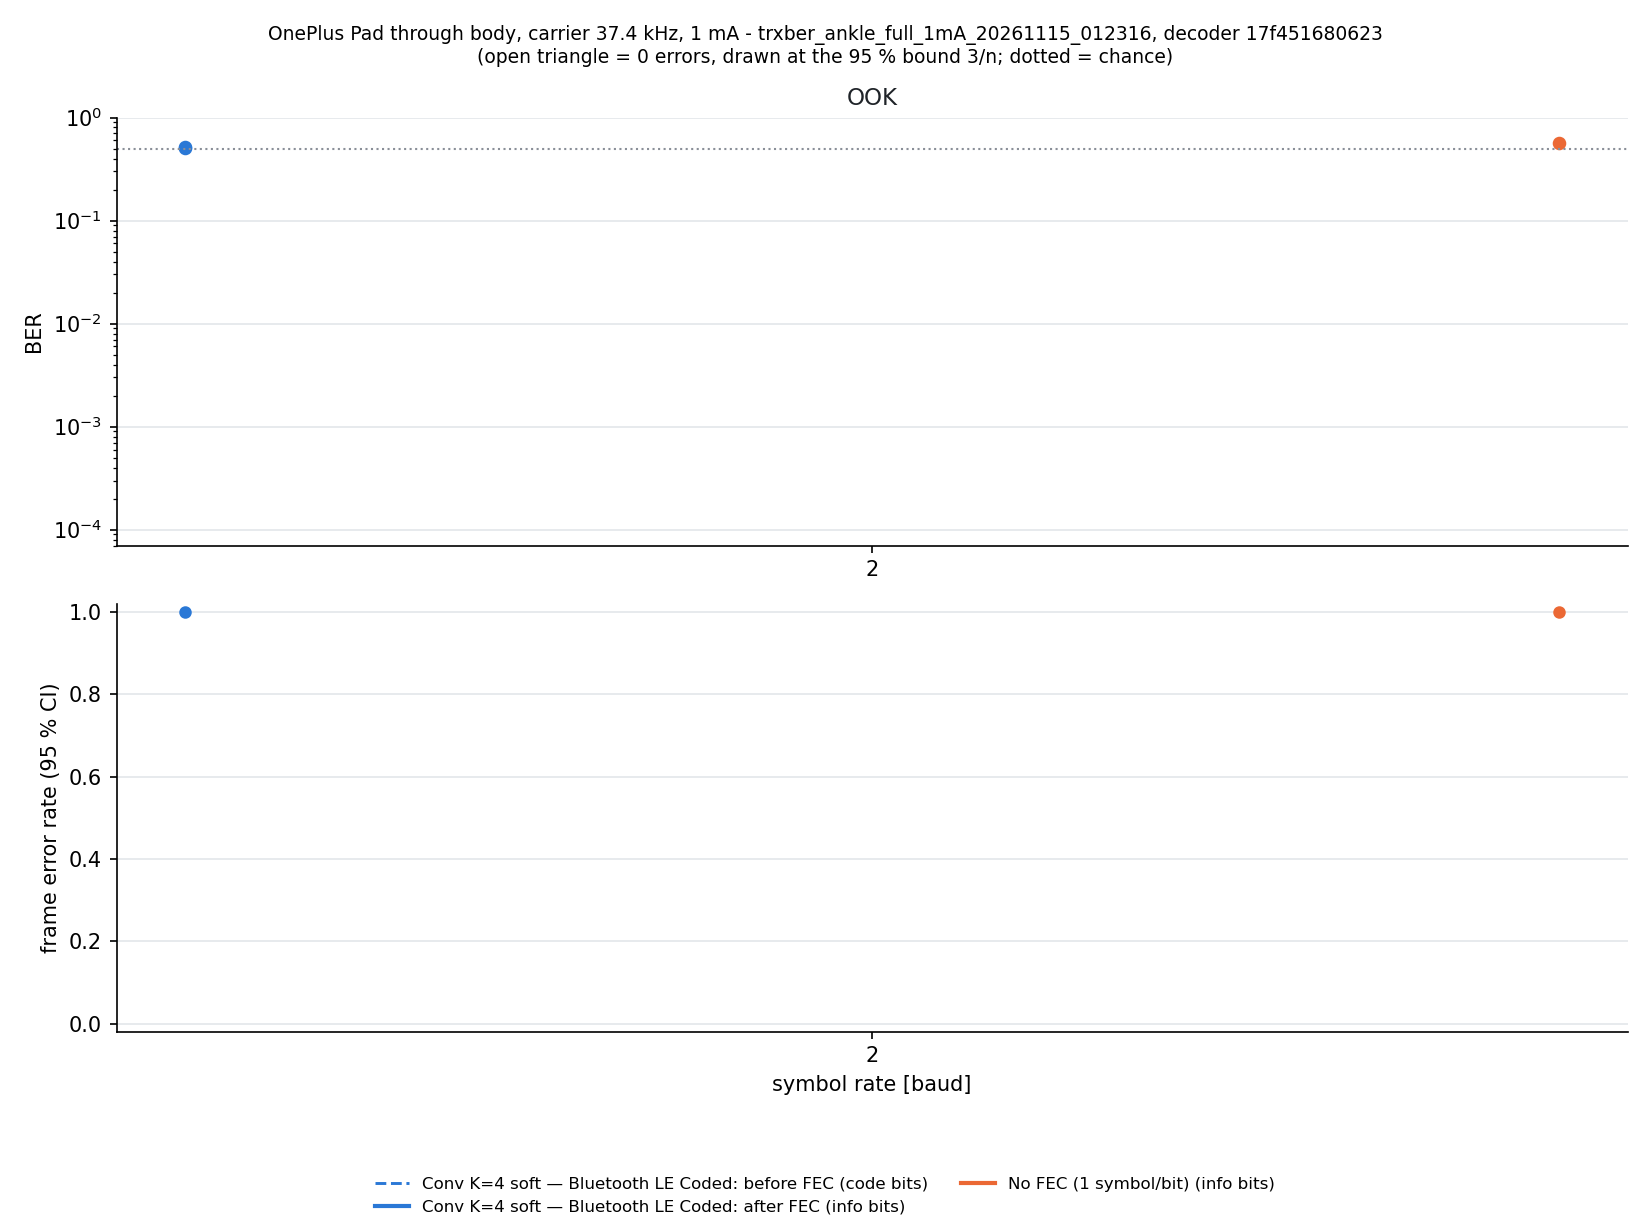 OnePlus Pad through body, carrier 37.4 kHz, 1 mA - trxber_ankle_full_1mA_20261115_012316, decoder 17f451680623
(open triangle = 0 errors, drawn at the 95 % bound 3/n; dotted = chance)
OOK
10⁰
10⁻¹
10⁻²
10⁻³
10⁻⁴
BER
2
1.0
0.8
0.6
0.4
0.2
0.0
frame error rate (95 % CI)
2
symbol rate [baud]
Conv K=4 soft — Bluetooth LE Coded: before FEC (code bits)
Conv K=4 soft — Bluetooth LE Coded: after FEC (info bits)
No FEC (1 symbol/bit) (info bits)